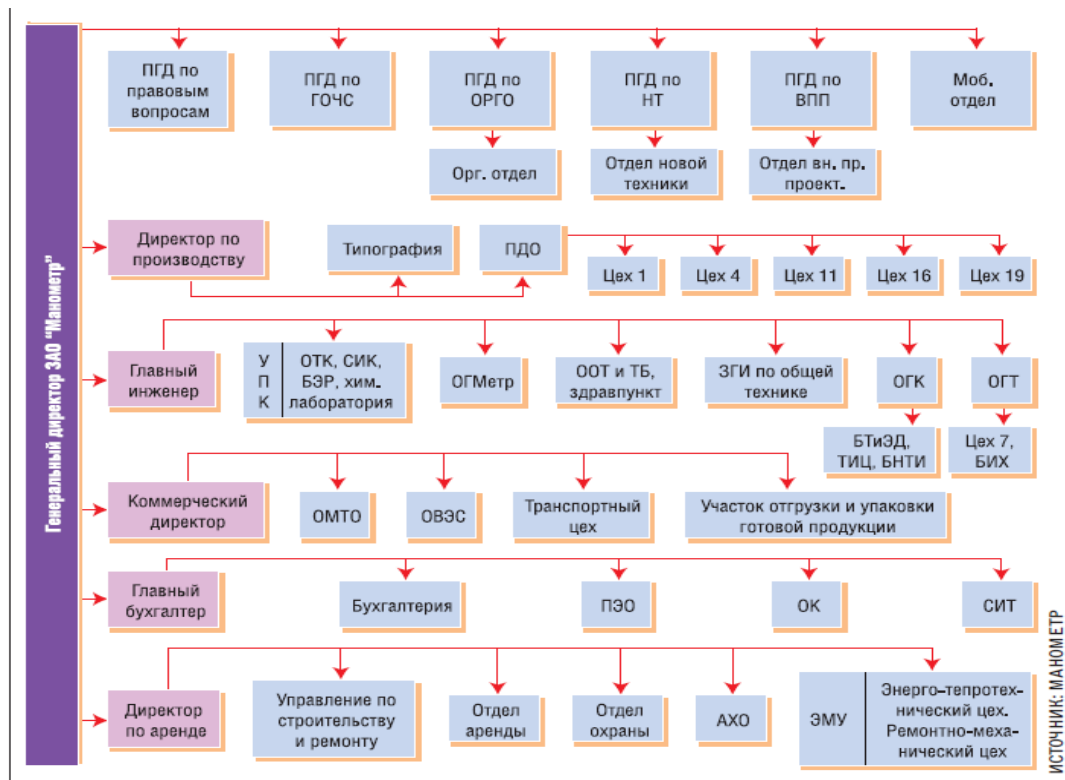 Генеральный директор ЗАО "Манометр"
ПГД по
правовым
вопросам
ПГД по
ГОЧС
ПГД по
ОРГО
ПГД по
НТ
ПГД по
ВПП
Моб.
отдел
Орг. отдел
Отдел новой
техники
Отдел вн. пр.
проект.
Директор по
производству
Типография
ПДО
Цех 1
Цех 4
Цех 11
Цех 16
Цех 19
Главный
инженер
У
П
К
ОТК, СИК,
БЭР, хим.
лаборатория
ОГМетр
ООТ и ТБ,
здравпункт
ЗГИ по общей
технике
ОГК
ОГТ
БТиЭД,
ТИЦ, БНТИ
Цех 7,
БИХ
Коммерческий
директор
ОМТО
ОВЭС
Транспортный
цех
Участок отгрузки и упаковки
готовой продукции
Главный
бухгалтер
Бухгалтерия
ПЭО
ОК
СИТ
Директор
по аренде
Управление по
строительству
и ремонту
Отдел
аренды
Отдел
охраны
АХО
ЭМУ
Энерго-тепротех-
нический цех.
Ремонтно-меха-
нический цех
ИСТОЧНИК: МАНОМЕТР